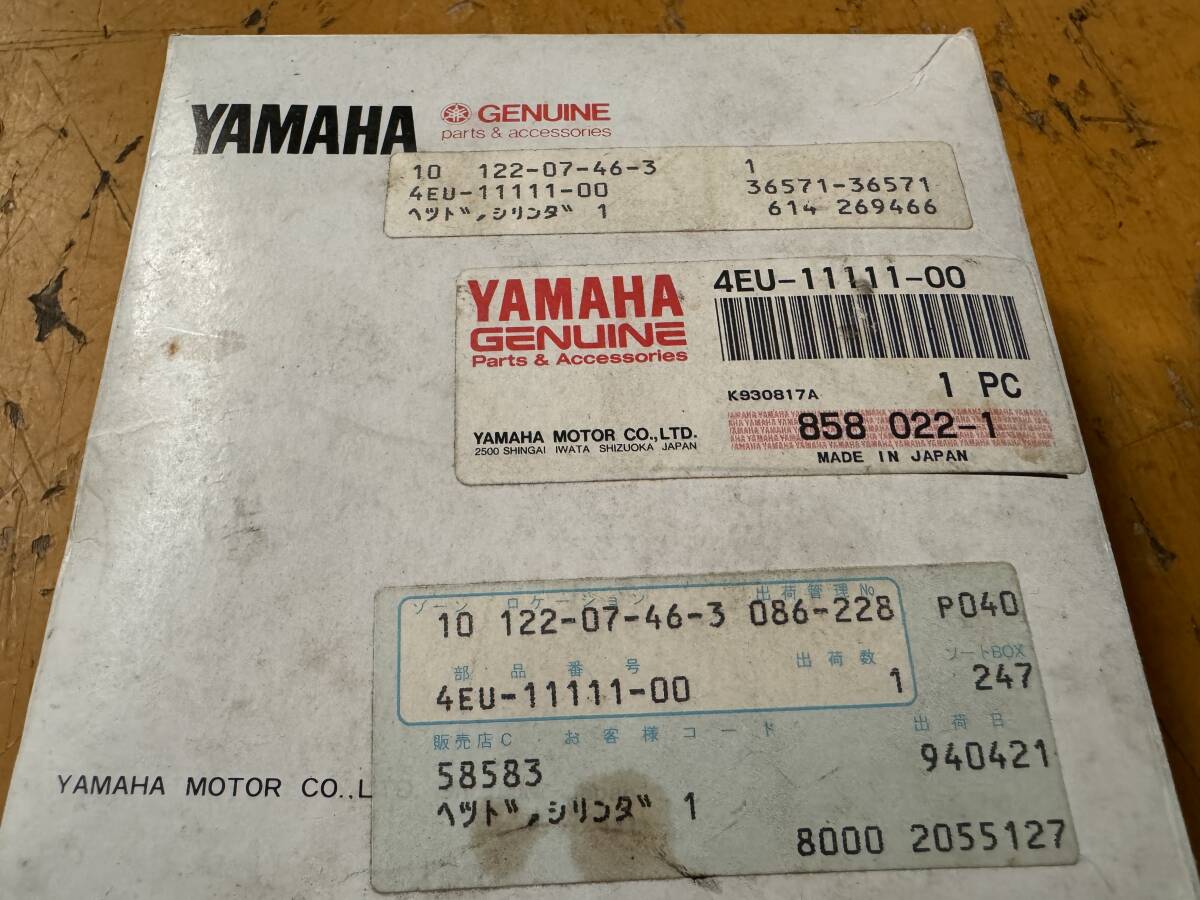 YAMAHA
GENUINE
parts & accessories
10 122-07-46-3 1
4EU-11111-00 36571-36571
ヘツド,シリンダ 1 614 269466
YAMAHA
GENUINE
Parts & Accessories
4EU-11111-00
K930817A 1 PC
858 022-1
YAMAHA MOTOR CO.,LTD.
2500 SHINGAI IWATA SHIZUOKA JAPAN
MADE IN JAPAN
ゾーン ロケーション 出荷管理No
10 122-07-46-3 086-228 P040
部品番号 出荷数 ソートBOX
4EU-11111-00 1 247
販売店C お客様コード 出荷日
58583 940421
ヘツド,シリンダ 1
8000 2055127
YAMAHA MOTOR CO.,L